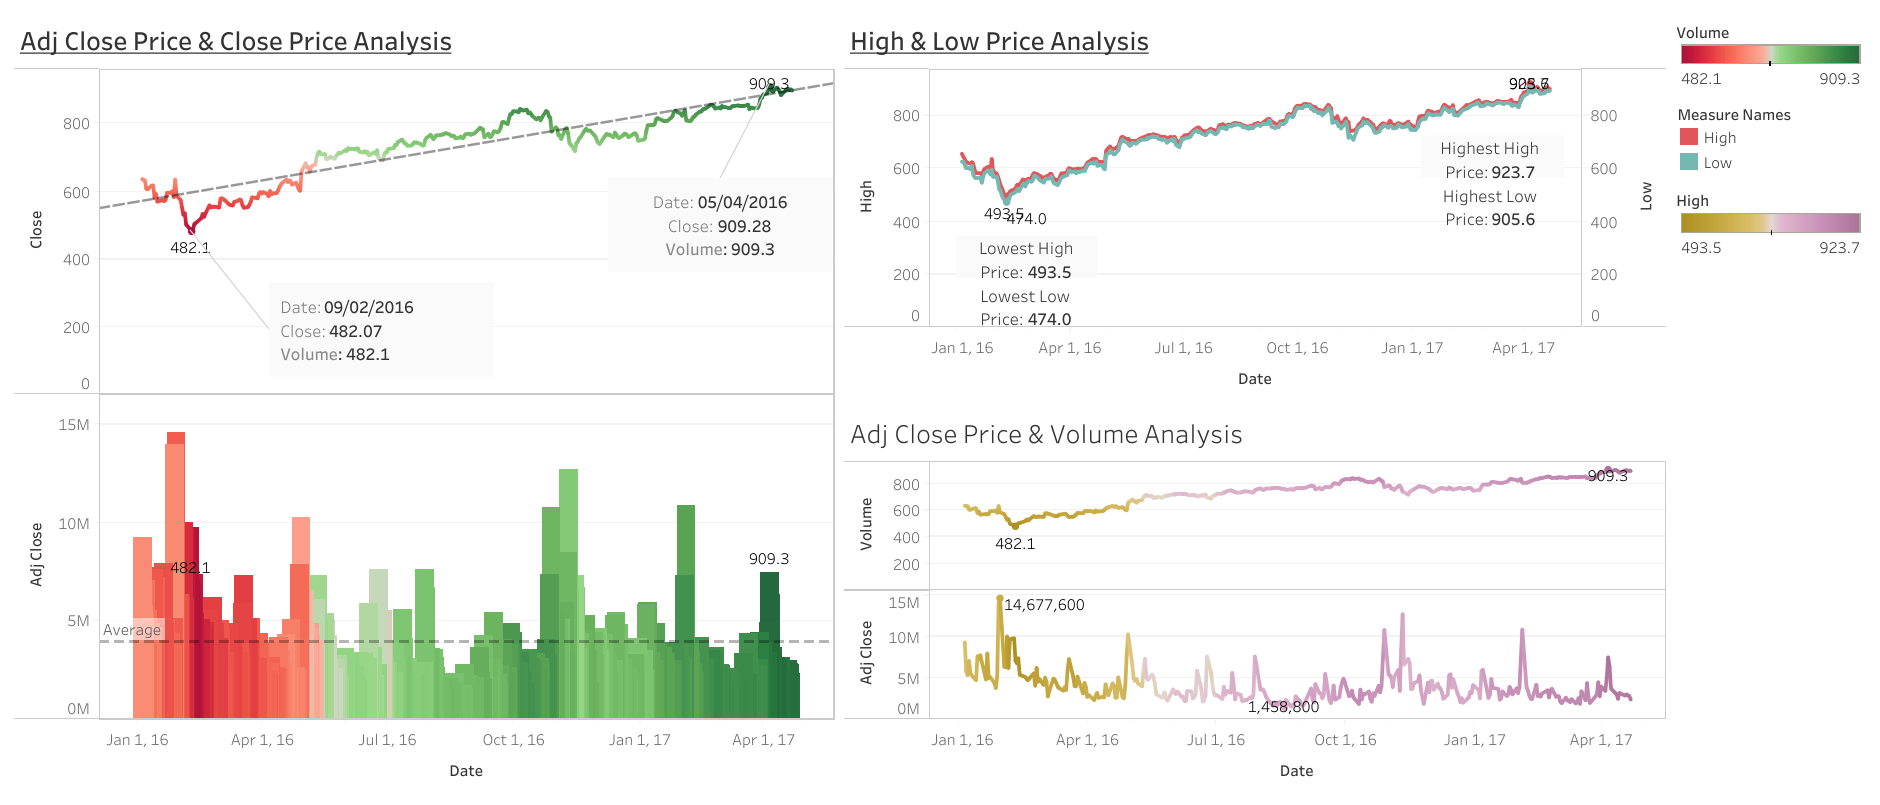 Adj Close Price & Close Price Analysis
Close
800
600
400
200
0
909.3
482.1
Date: 05/04/2016
Close: 909.28
Volume: 909.3
Date: 09/02/2016
Close: 482.07
Volume: 482.1
Adj Close
15M
10M
5M
0M
482.1
909.3
Average
Jan 1, 16
Apr 1, 16
Jul 1, 16
Oct 1, 16
Jan 1, 17
Apr 1, 17
Date
High & Low Price Analysis
High
800
600
400
200
0
493.5
474.0
Highest High
Price: 923.7
Highest Low
Price: 905.6
Lowest High
Price: 493.5
Lowest Low
Price: 474.0
Low
800
600
400
200
0
Jan 1, 16
Apr 1, 16
Jul 1, 16
Oct 1, 16
Jan 1, 17
Apr 1, 17
Date
Adj Close Price & Volume Analysis
Volume
800
600
400
200
482.1
909.3
Adj Close
15M
10M
5M
0M
14,677,600
1,458,800
Jan 1, 16
Apr 1, 16
Jul 1, 16
Oct 1, 16
Jan 1, 17
Apr 1, 17
Date
Volume
482.1 909.3
Measure Names
High
Low
High
493.5 923.7